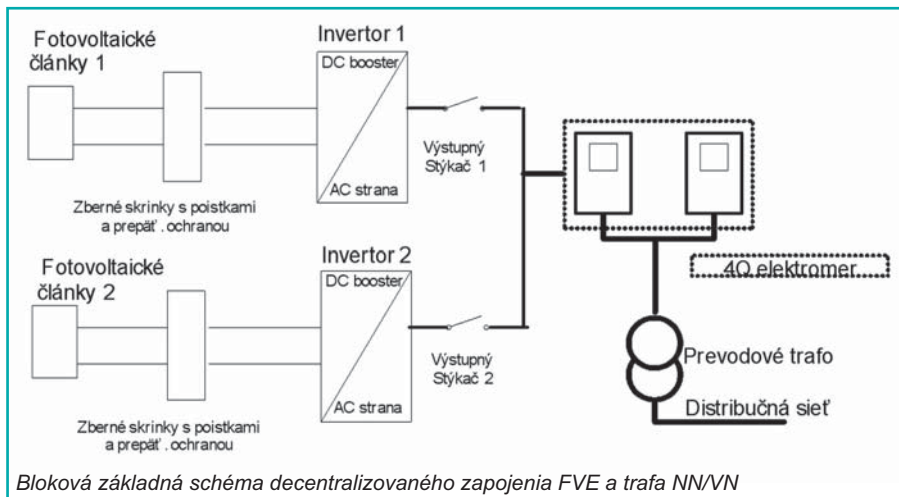 Fotovoltaické
články 1
Invertor 1
DC booster
AC strana
Výstupný
Stýkač 1
Zberné skrinky s poistkami
a prepäť . ochranou
Fotovoltaické
články 2
Invertor 2
DC booster
AC strana
Výstupný
Stýkač 2
Zberné skrinky s poistkami
a prepäť . ochranou
4Q elektromer
Prevodové trafo
Distribučná sieť
Bloková základná schéma decentralizovaného zapojenia FVE a trafa NN/VN